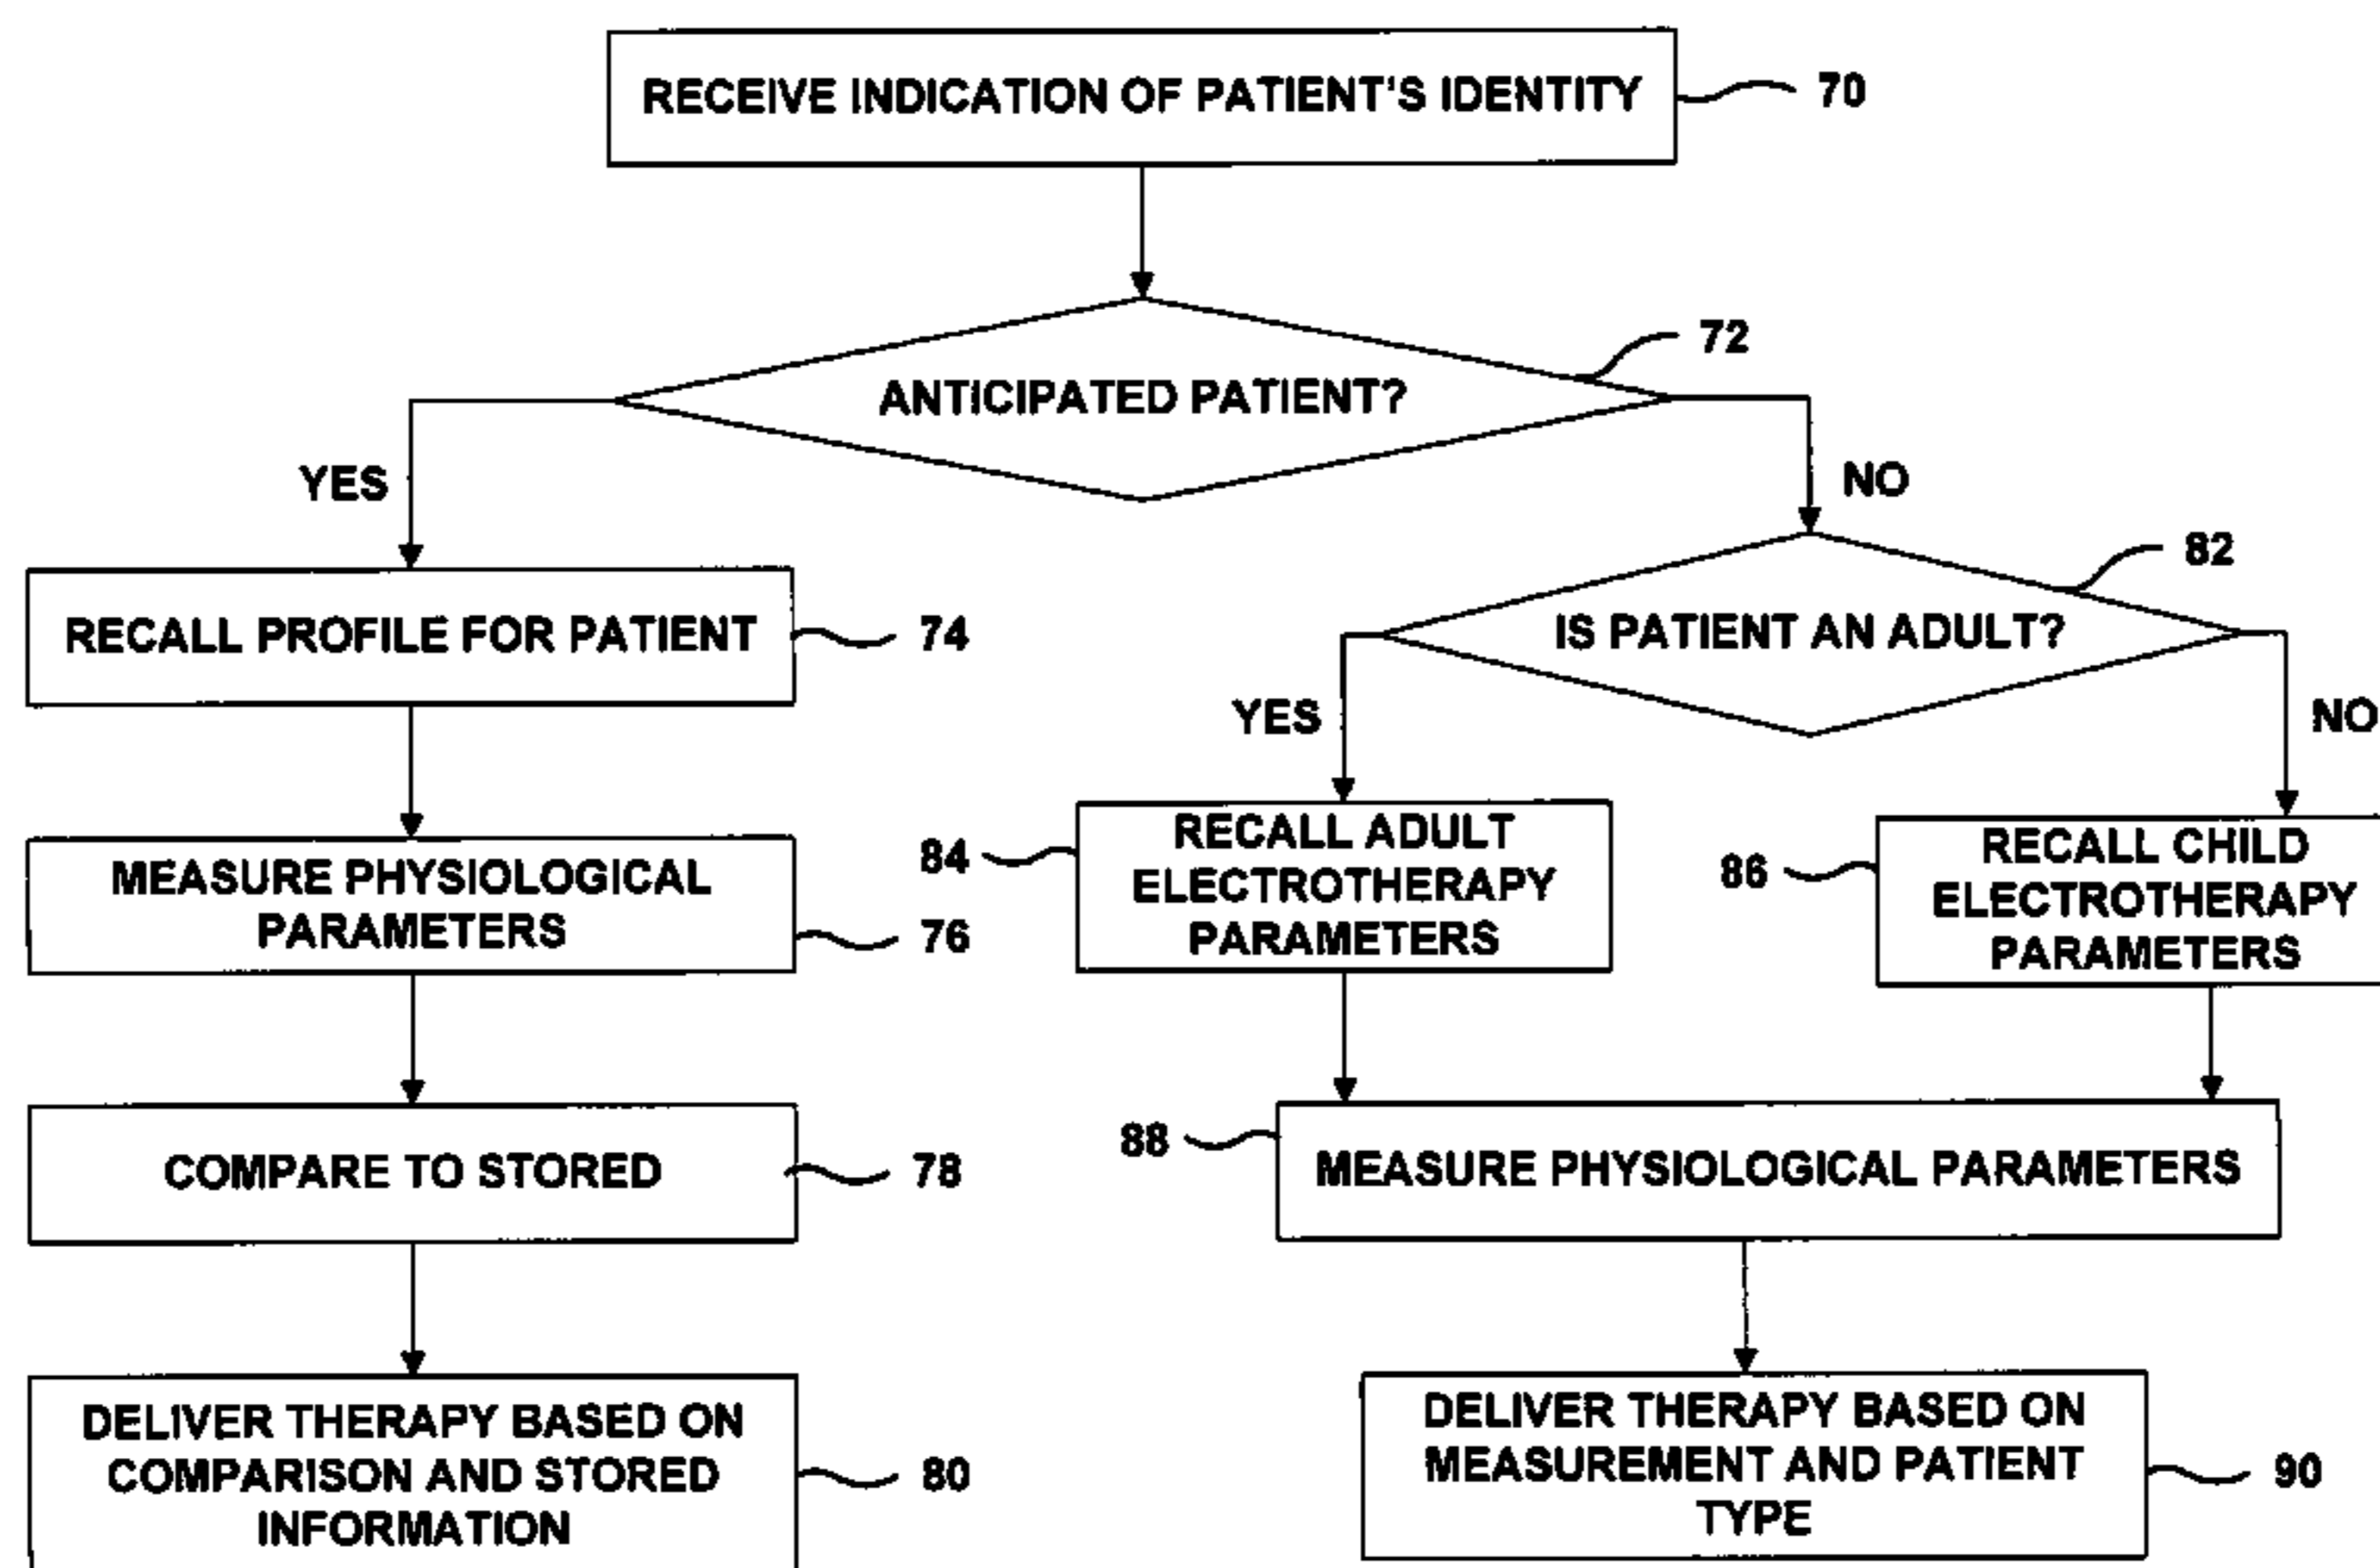 RECEIVE INDICATION OF PATIENT'S IDENTITY
70
72
ANTICIPATED PATIENT?
YES
NO
RECALL PROFILE FOR PATIENT
74
82
IS PATIENT AN ADULT?
YES
NO
MEASURE PHYSIOLOGICAL
PARAMETERS
76
84
RECALL ADULT
ELECTROTHERAPY
PARAMETERS
86
RECALL CHILD
ELECTROTHERAPY
PARAMETERS
COMPARE TO STORED
78
88
MEASURE PHYSIOLOGICAL PARAMETERS
DELIVER THERAPY BASED ON
COMPARISON AND STORED
INFORMATION
80
DELIVER THERAPY BASED ON
MEASUREMENT AND PATIENT
TYPE
90